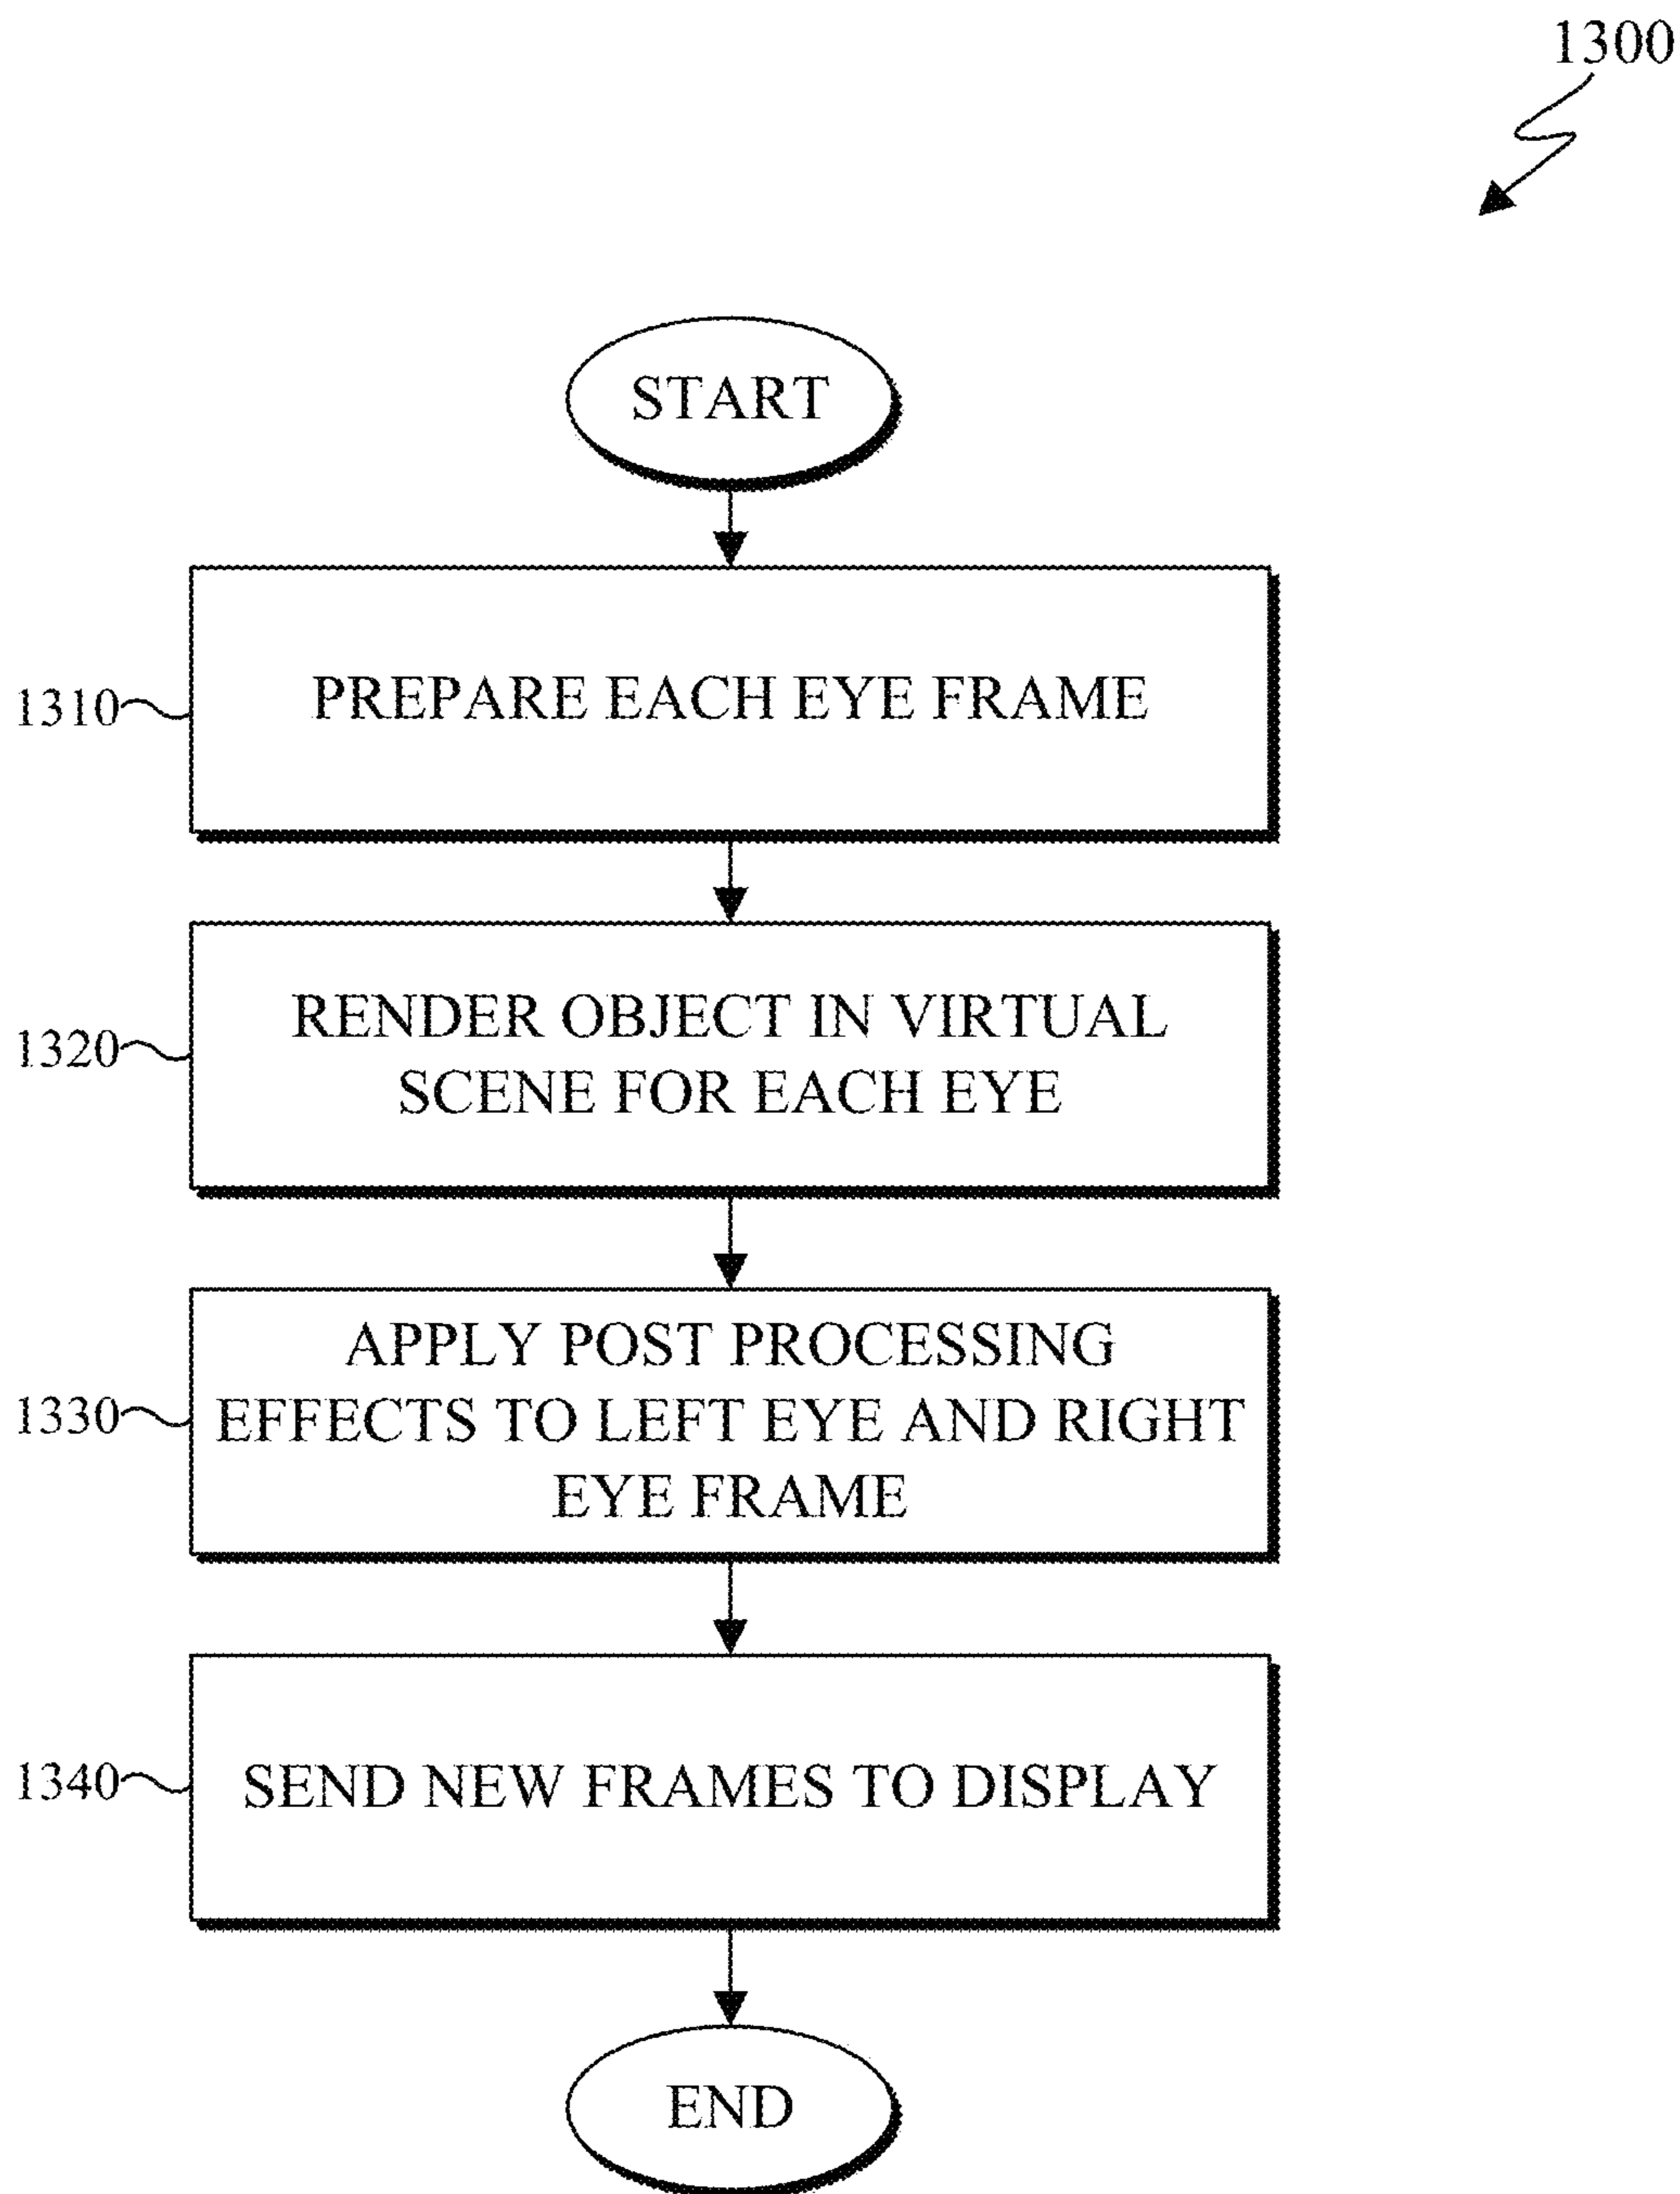 1300
START
1310
PREPARE EACH EYE FRAME
1320
RENDER OBJECT IN VIRTUAL
SCENE FOR EACH EYE
1330
APPLY POST PROCESSING
EFFECTS TO LEFT EYE AND RIGHT
EYE FRAME
1340
SEND NEW FRAMES TO DISPLAY
END